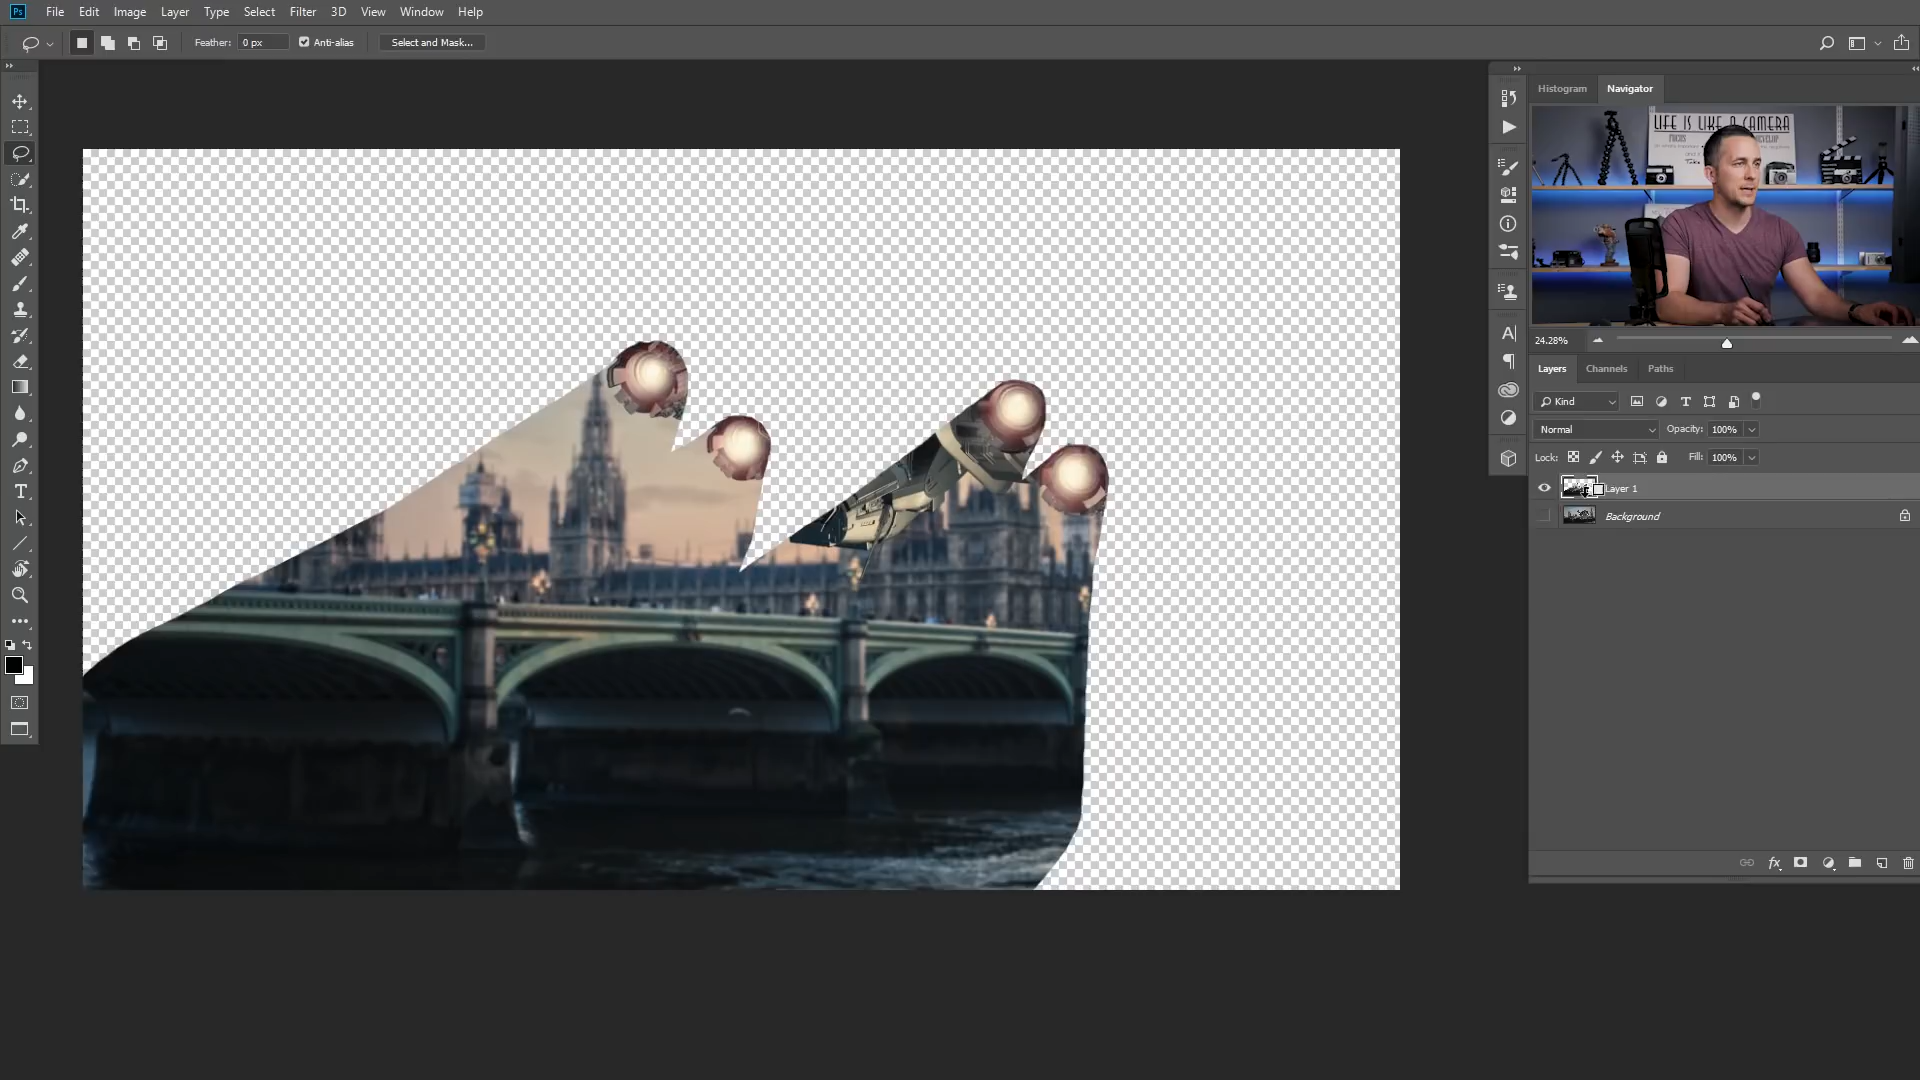 Ps File Edit Image Layer Type Select Filter 3D View Window Help
Feather: 0 px Anti-alias Select and Mask...
Histogram Navigator
LIFE IS LIKE A CAMERA
FOCUS
24.28%
Layers Channels Paths
Kind
Normal Opacity: 100%
Lock: Fill: 100%
Layer 1
Background